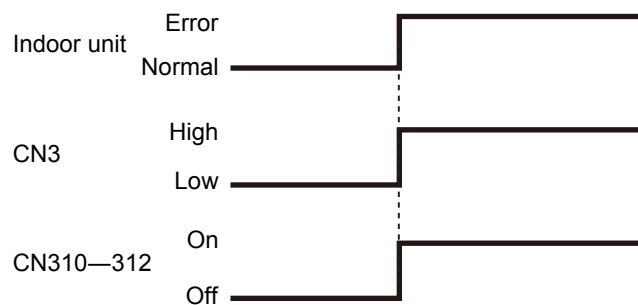 Error
Indoor unit
Normal
High
CN3
Low
On
CN310—312
Off